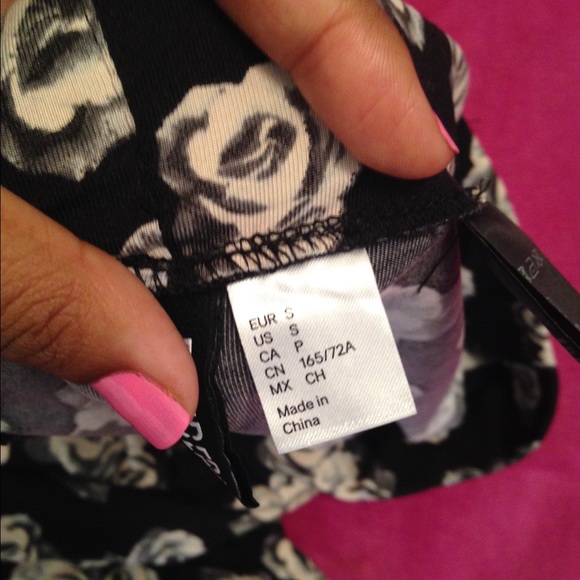 EUR S
US S
CA P
CN 165/72A
MX CH
Made in
China